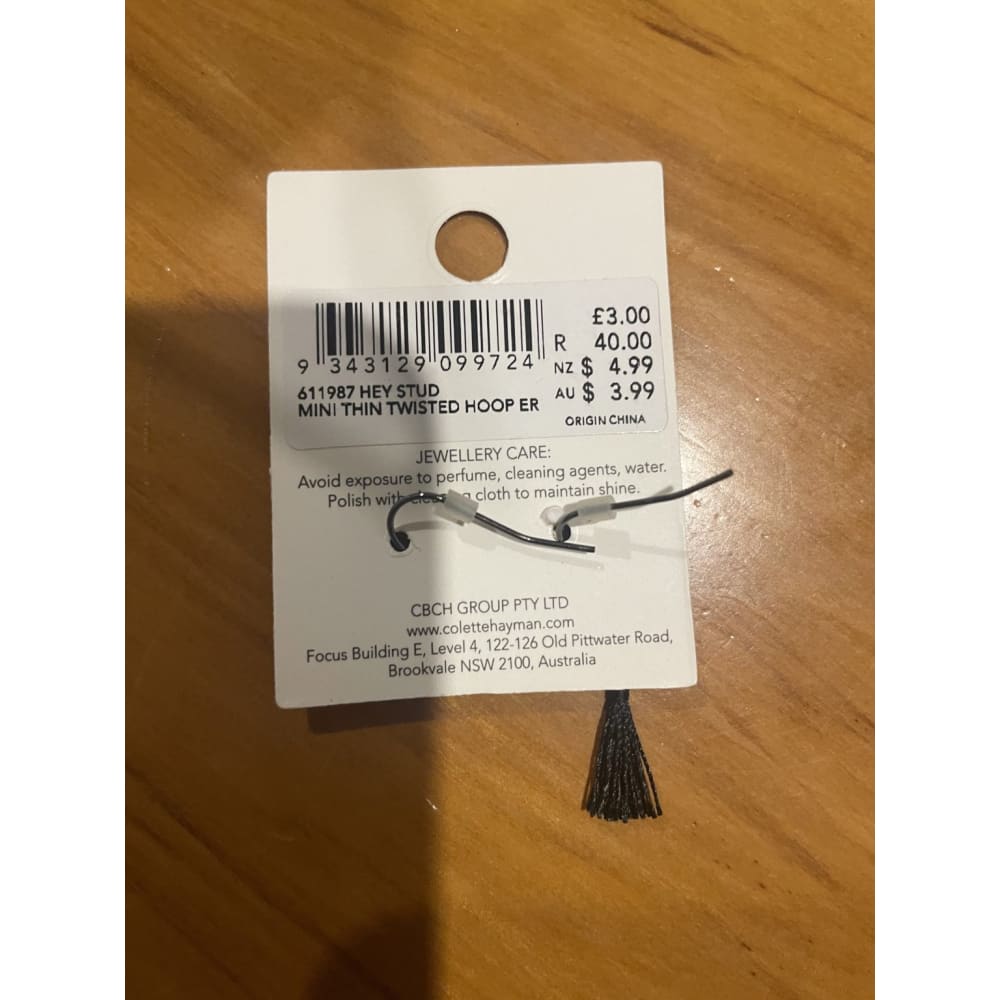 £3.00
R 40.00
NZ $ 4.99
AU $ 3.99
ORIGIN CHINA
9 343129 099724
611987 HEY STUD
MINI THIN TWISTED HOOP ER
JEWELLERY CARE:
Avoid exposure to perfume, cleaning agents, water.
Polish with cloth to maintain shine.
CBCH GROUP PTY LTD
www.colettehayman.com
Focus Building E, Level 4, 122-126 Old Pittwater Road,
Brookvale NSW 2100, Australia